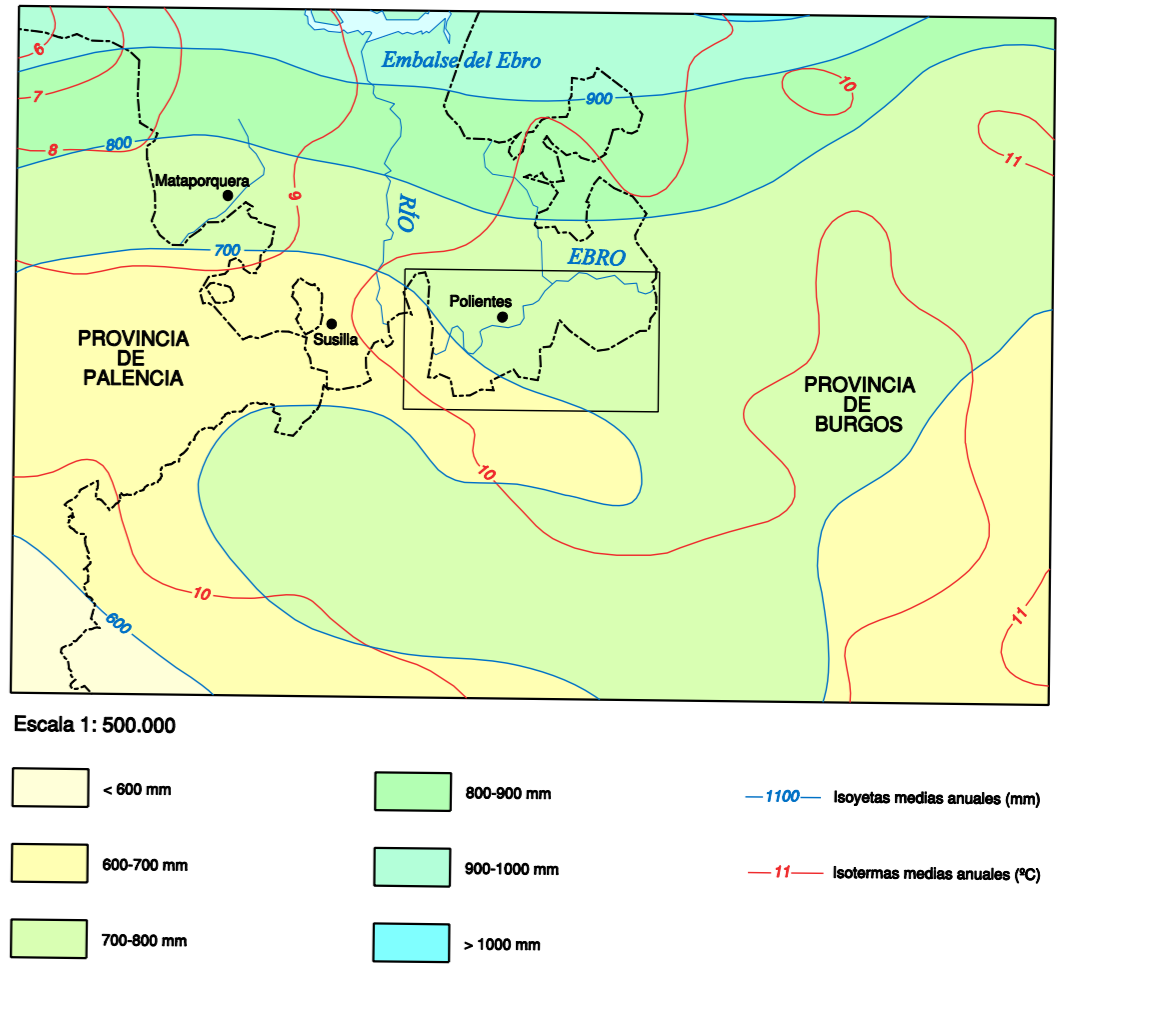 6
Embalse del Ebro
10
7
900
800
8
11
Mataporquera
9
RÍO
700
EBRO
Polientes
Susilla
PROVINCIA
DE
PALENCIA
PROVINCIA
DE
BURGOS
10
10
600
11
Escala 1: 500.000
< 600 mm
800-900 mm
1100 Isoyetas medias anuales (mm)
600-700 mm
900-1000 mm
11 Isotermas medias anuales (ºC)
700-800 mm
> 1000 mm